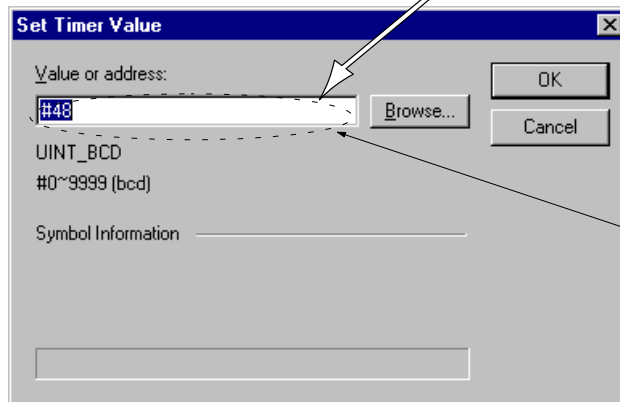 Set Timer Value
Value or address:
#48
Browse...
OK
Cancel
UINT_BCD
#0~9999 (bcd)
Symbol Information